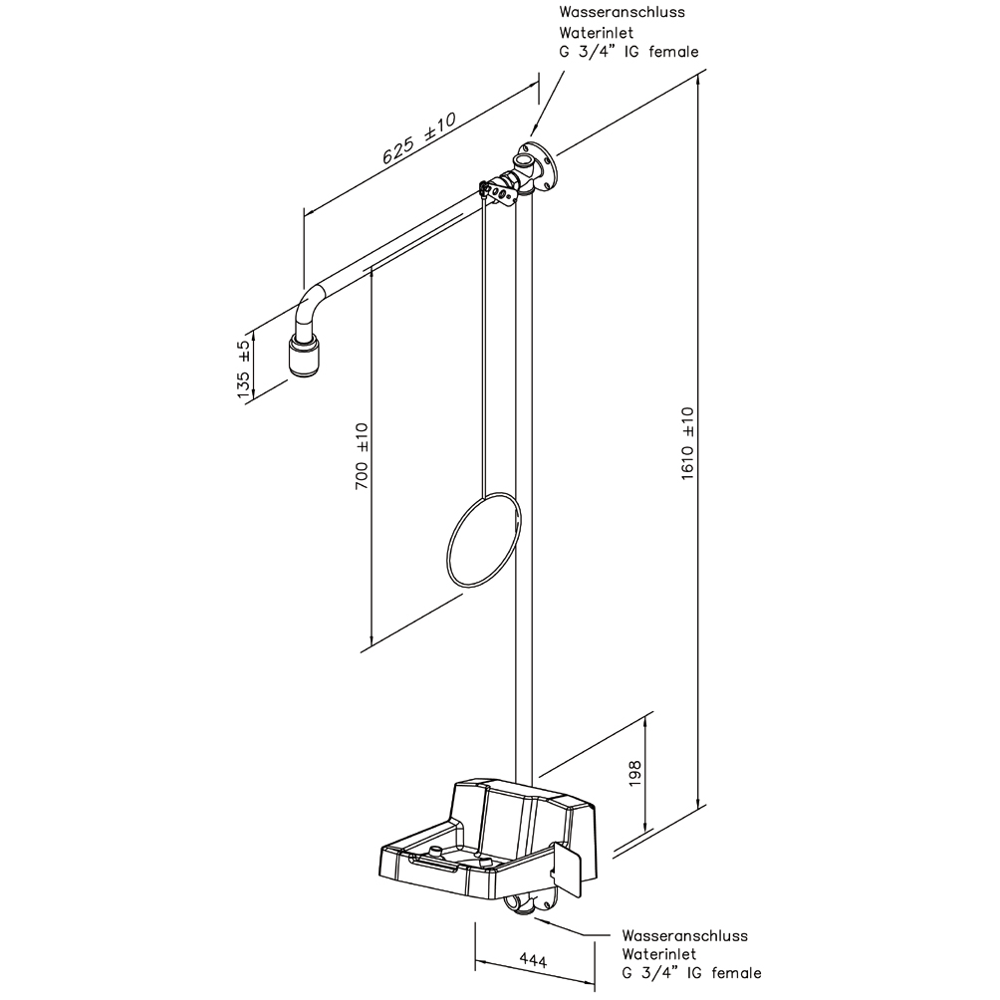 Wasseranschluss
Waterinlet
G 3/4" IG female
625 ±10
135 ±5
700 ±10
1610 ±10
198
444
Wasseranschluss
Waterinlet
G 3/4" IG female